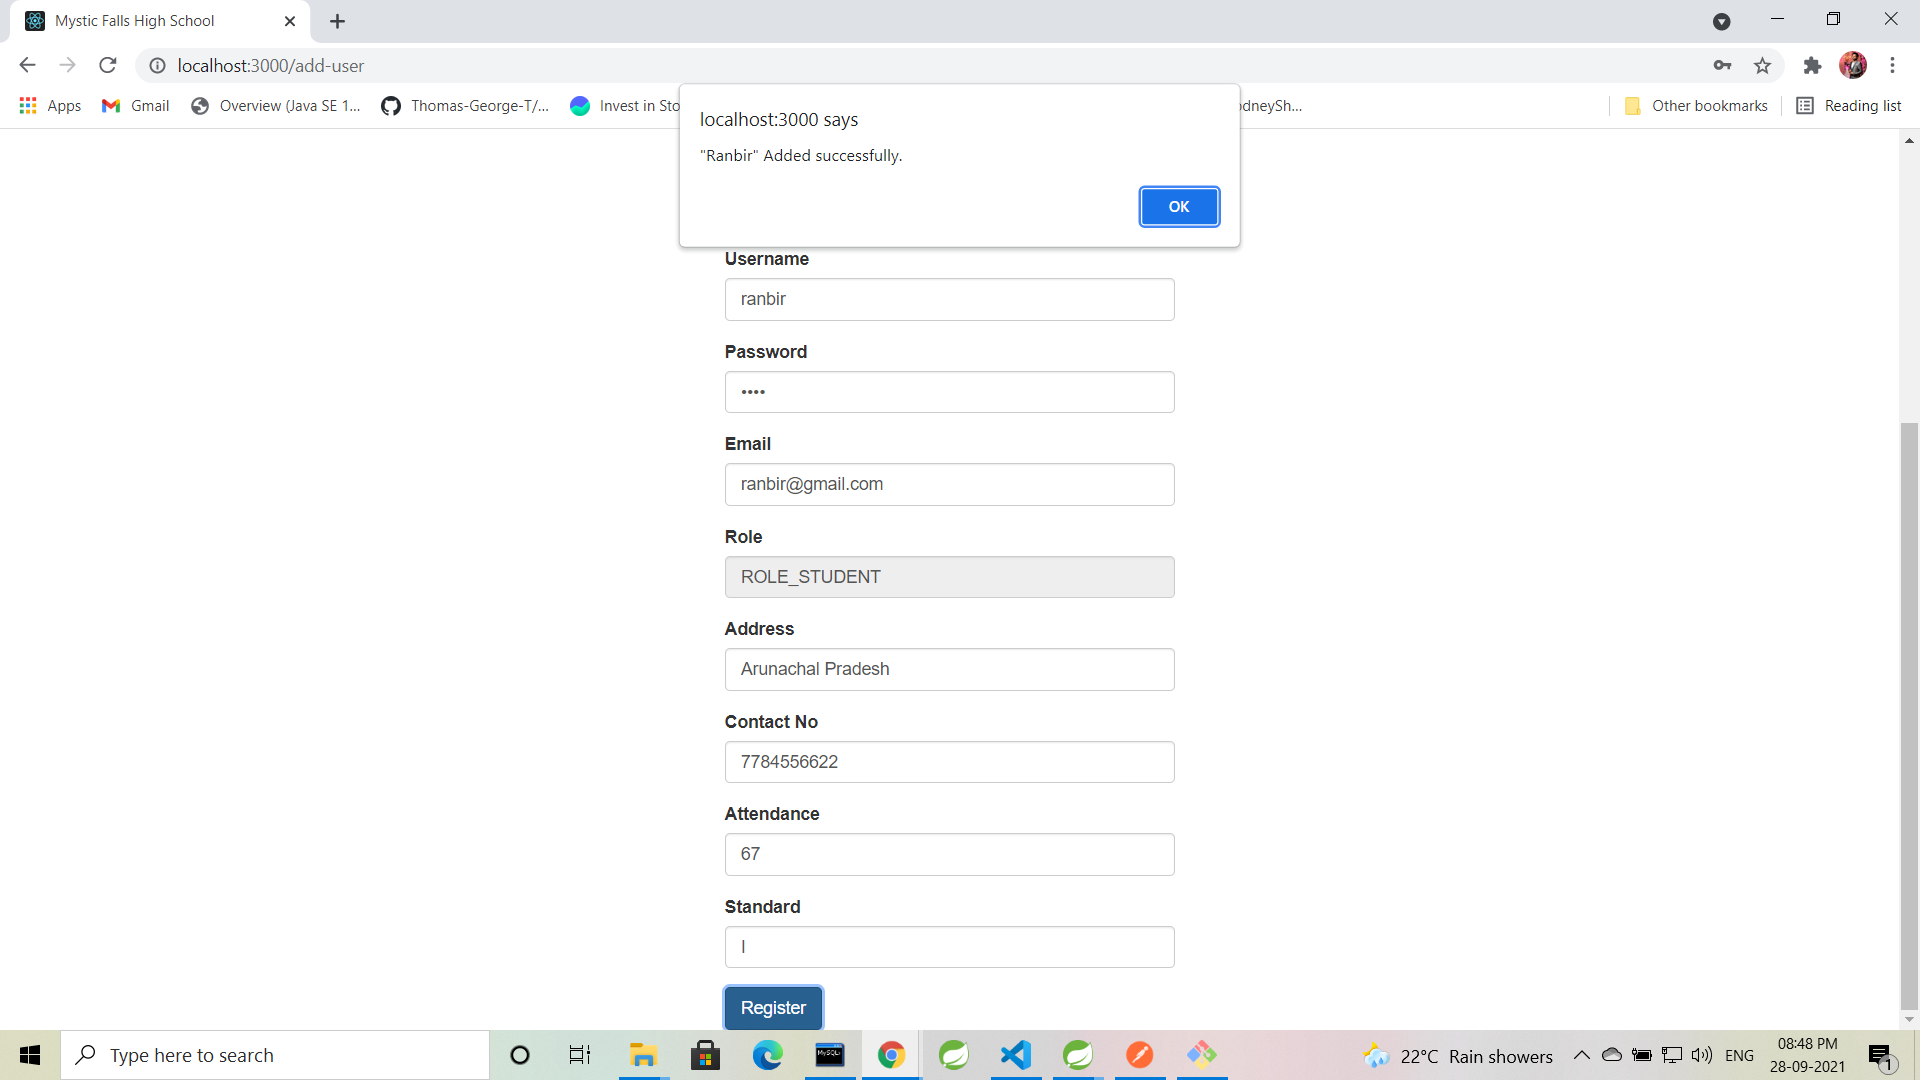 Mystic Falls High School
localhost:3000/add-user
Apps
Gmail
Overview (Java SE 1...
Thomas-George-T/...
Invest in Sto
odneySh...
Other bookmarks
Reading list
localhost:3000 says
"Ranbir" Added successfully.
OK
Username
ranbir
Password
••••
Email
ranbir@gmail.com
Role
ROLE_STUDENT
Address
Arunachal Pradesh
Contact No
7784556622
Attendance
67
Standard
I
Register
Type here to search
MySQL
22°C Rain showers
ENG
08:48 PM
28-09-2021
1